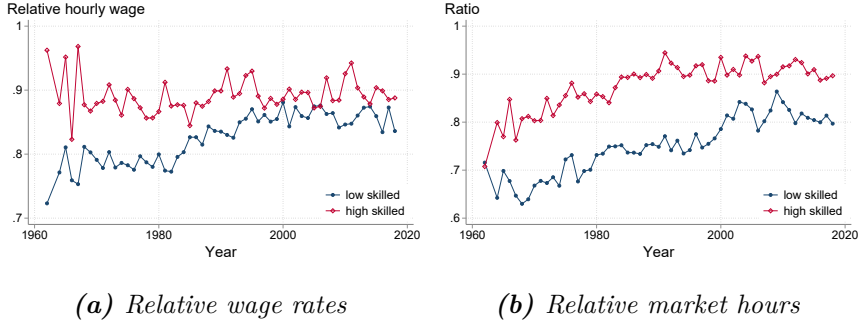 Relative hourly wage
1
.9
.8
.7
low skilled
high skilled
1960
1980
2000
2020
Year
(a) Relative wage rates
Ratio
1
.9
.8
.7
.6
low skilled
high skilled
1960
1980
2000
2020
Year
(b) Relative market hours